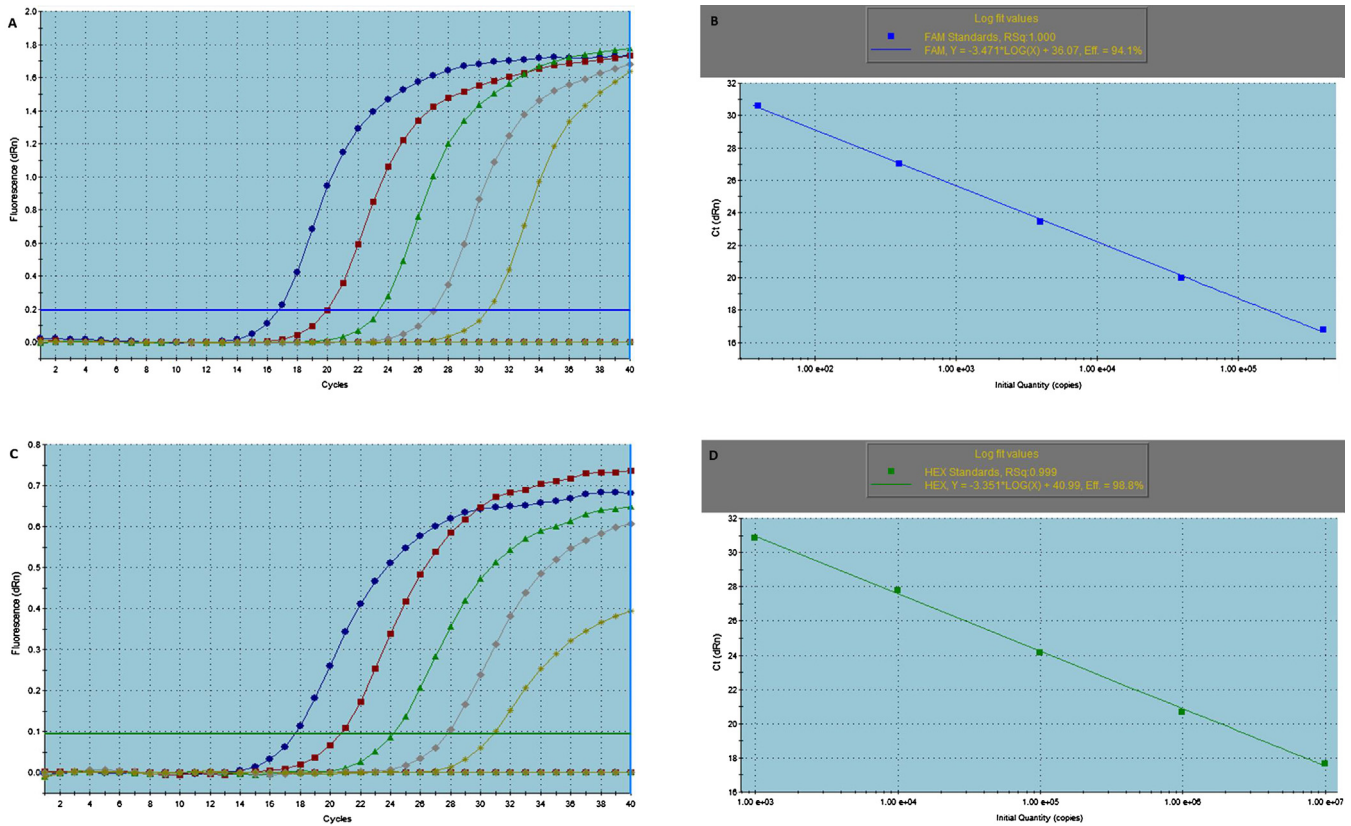 A
Fluorescence (dRn)
2.0
1.8
1.6
1.4
1.2
1.0
0.8
0.6
0.4
0.2
0.0
2 4 6 8 10 12 14 16 18 20 22 24 26 28 30 32 34 36 38 40
Cycles
B
Log fit values
FAM Standards, RSq:1.000
FAM, Y = -3.471*LOG(X) + 36.07, Eff. = 94.1%
Ct (dRn)
32
30
28
26
24
22
20
18
16
1.00 e+02 1.00 e+03 1.00 e+04 1.00 e+05
Initial Quantity (copies)
C
Fluorescence (dRn)
0.8
0.7
0.6
0.5
0.4
0.3
0.2
0.1
0.0
2 4 6 8 10 12 14 16 18 20 22 24 26 28 30 32 34 36 38 40
Cycles
D
Log fit values
HEX Standards, RSq:0.999
HEX, Y = -3.351*LOG(X) + 40.99, Eff. = 98.8%
Ct (dRn)
32
30
28
26
24
22
20
18
16
1.00 e+03 1.00 e+04 1.00 e+05 1.00 e+06 1.00 e+07
Initial Quantity (copies)